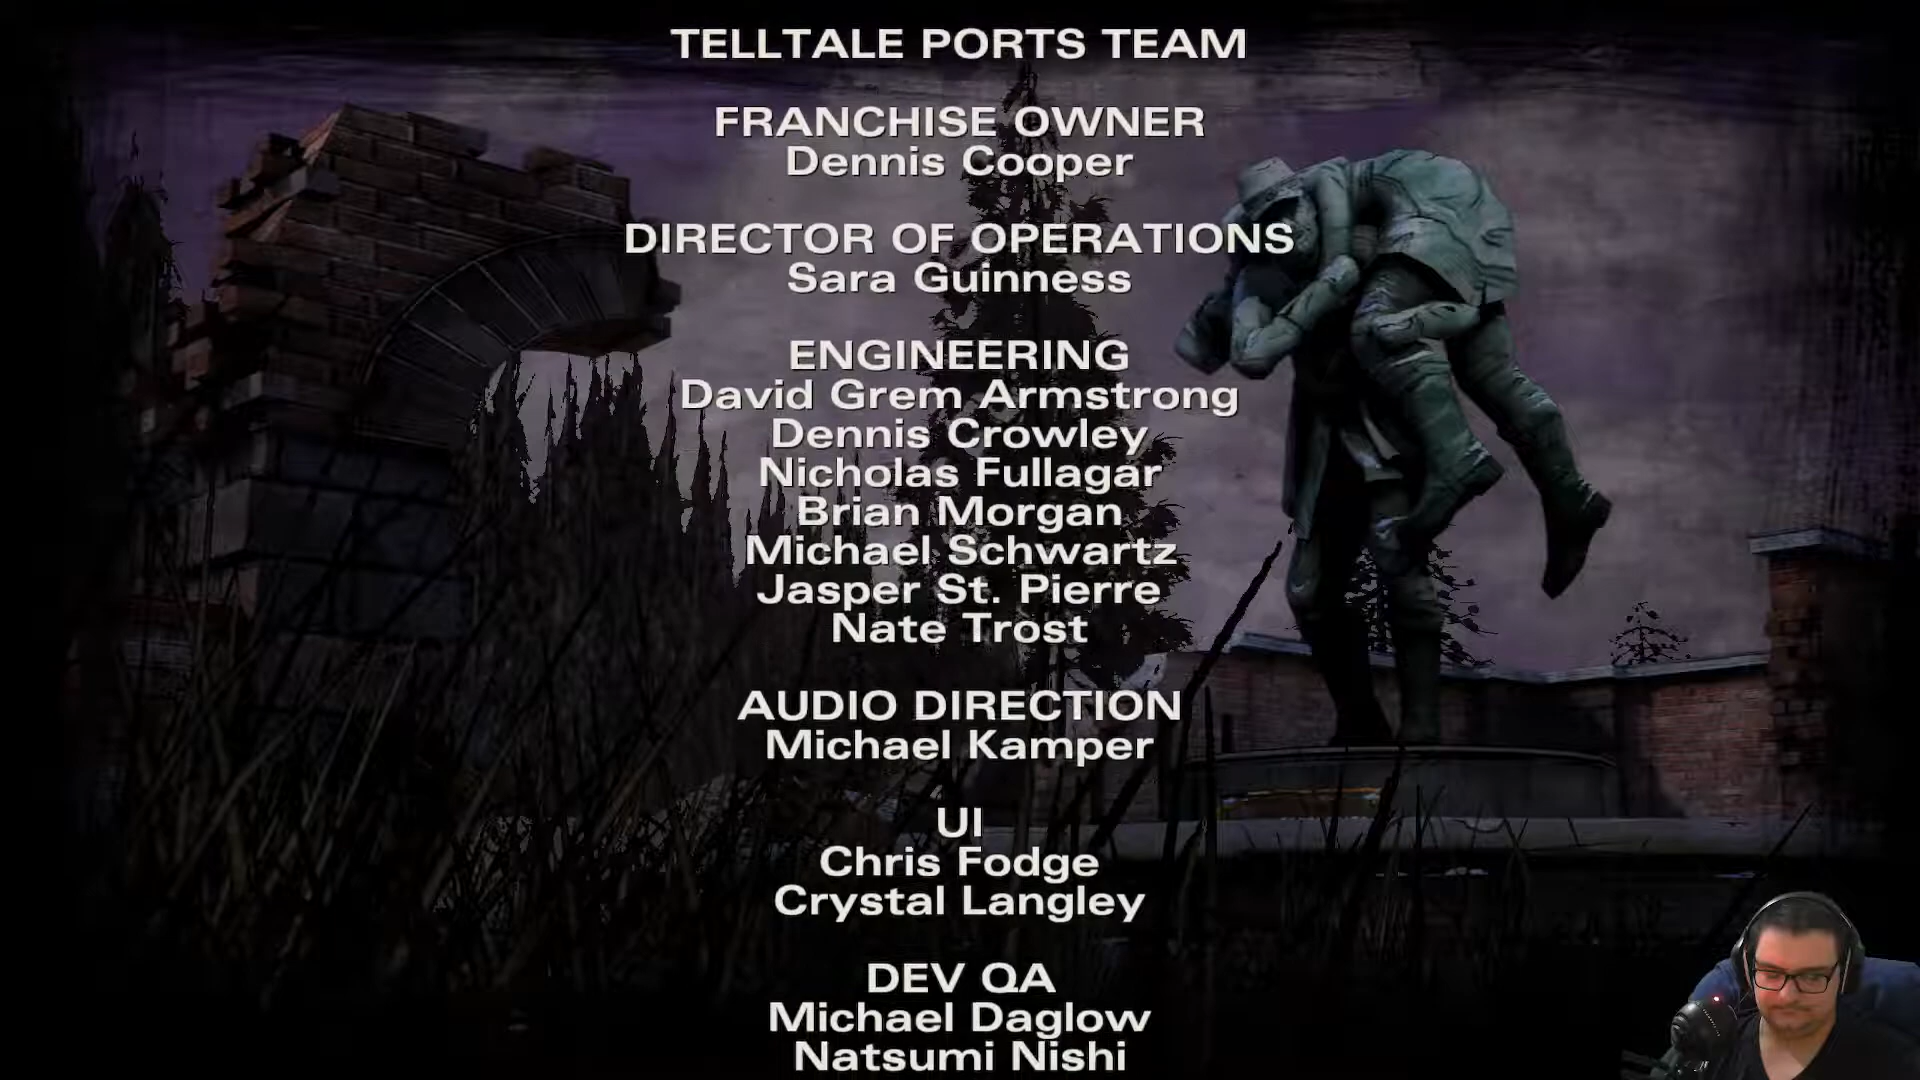 TELLTALE PORTS TEAM
FRANCHISE OWNER
Dennis Cooper
DIRECTOR OF OPERATIONS
Sara Guinness
ENGINEERING
David Grem Armstrong
Dennis Crowley
Nicholas Fullagar
Brian Morgan
Michael Schwartz
Jasper St. Pierre
Nate Trost
AUDIO DIRECTION
Michael Kamper
UI
Chris Fodge
Crystal Langley
DEV QA
Michael Daglow
Natsumi Nishi